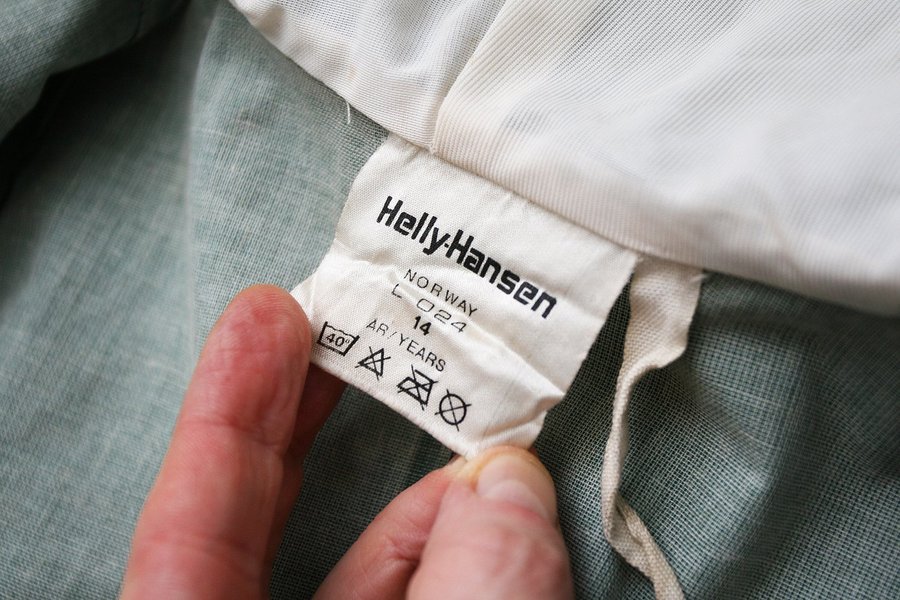 Helly-Hansen
NORWAY
L 024
14
ÅR/YEARS
40°